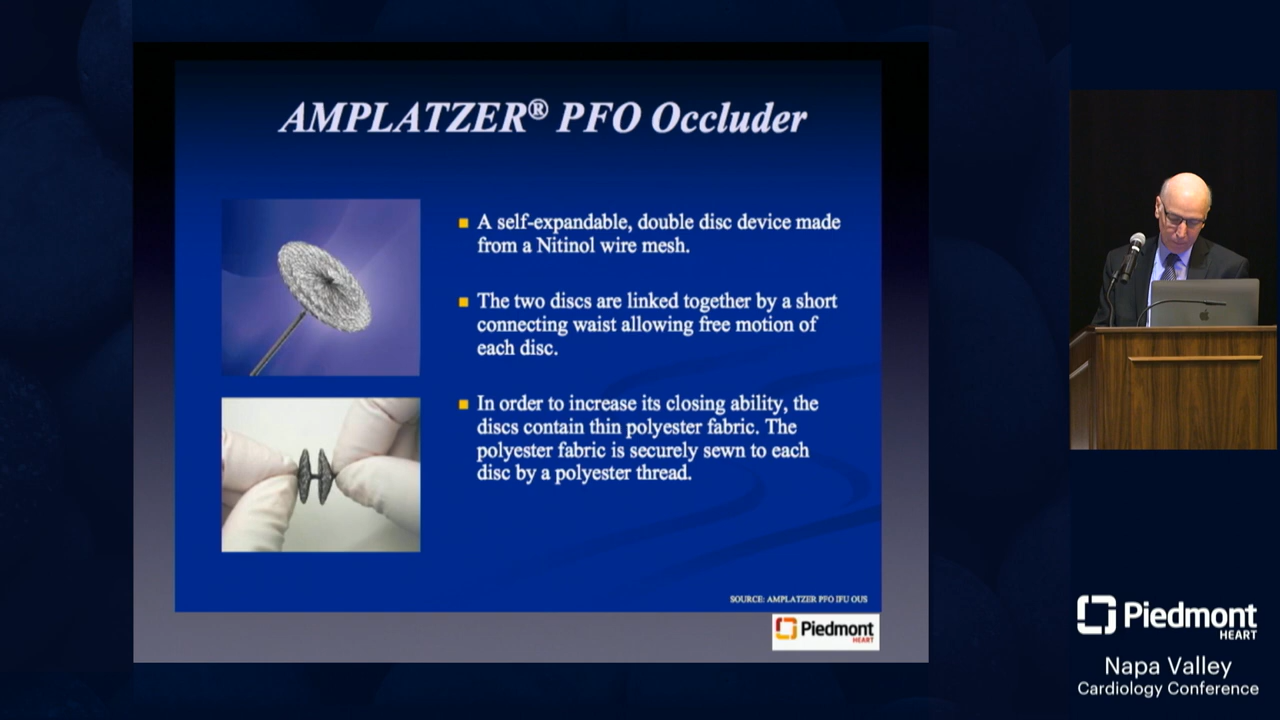 AMPLATZER® PFO Occluder
A self-expandable, double disc device made
from a Nitinol wire mesh.
The two discs are linked together by a short
connecting waist allowing free motion of
each disc.
In order to increase its closing ability, the
discs contain thin polyester fabric. The
polyester fabric is securely sewn to each
disc by a polyester thread.
SOURCE: AMPLATZER PFO IFU OUS
Piedmont
HEART
Piedmont
HEART
Napa Valley
Cardiology Conference